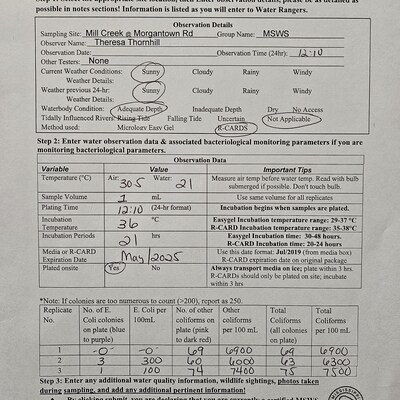 possible in notes sections! Information is listed as you will enter to Water Rangers.
Observation Details
Sampling Site: Mill Creek @ Morgantown Rd Group Name: MSWS
Observer Name: Theresa Thornhill
Observation Date: Observation Time (24hr): 12:10
Other Testers: None
Current Weather Conditions: Sunny Cloudy Rainy Windy
Weather Details:
Weather previous 24-hr: Sunny Cloudy Rainy Windy
Weather Details:
Waterbody Condition: Adequate Depth Inadequate Depth Dry No Access
Tidally Influenced Rivers: Rising Tide Falling Tide Uncertain Not Applicable
Method used: Microlozy Easy Gel R-CARDS
Step 2: Enter water observation data & associated bacteriological monitoring if you are
monitoring bacteriological parameters.
Observation Data
Variable Value Important Tips
Temperature (°C) Air: 30.5 Water: 21 Measure air temp before water temp. Read with bulb submerged if possible. Don't touch bulb.
Sample Volume 1 mL Use same volume for all replicates
Plating Time 12:10 (24-hr format) Incubation begins when samples are plated.
Incubation Temperature 36 °C Easygel Incubation temperature range: 29-37 °C
R-CARD Incubation temperature range: 35-38°C
Incubation Periods 21 hrs Easygel Incubation time: 30-48 hours.
R-CARD Incubation time: 20-24 hours
Media or R-CARD Expiration Date May/2025 Use this date format: Jul/2019 (from media box)
R-CARD expiration date on original package
Plated onsite Yes No Always transport media on ice; plate within 3 hrs.
R-CARDs should only be plated on site; incubate within 3 hrs
*Note: If colonies are too numerous to count (>200), report as 250.
Replicate No. No. of E. Coli colonies on plate (blue to purple) E. Coli per 100mL No. of other coliforms on plate (pink to dark red) Other coliforms per 100 mL Total Coliforms (all colonies on plate) Total Coliforms per 100 mL
1 -0- -0- 69 6900 69 6900
2 3 300 60 6000 63 6300
3 1 100 74 7400 75 7500
Step 3: Enter any additional water quality information, wildlife sightings, photos taken
during sampling, and add any additional pertinent information!